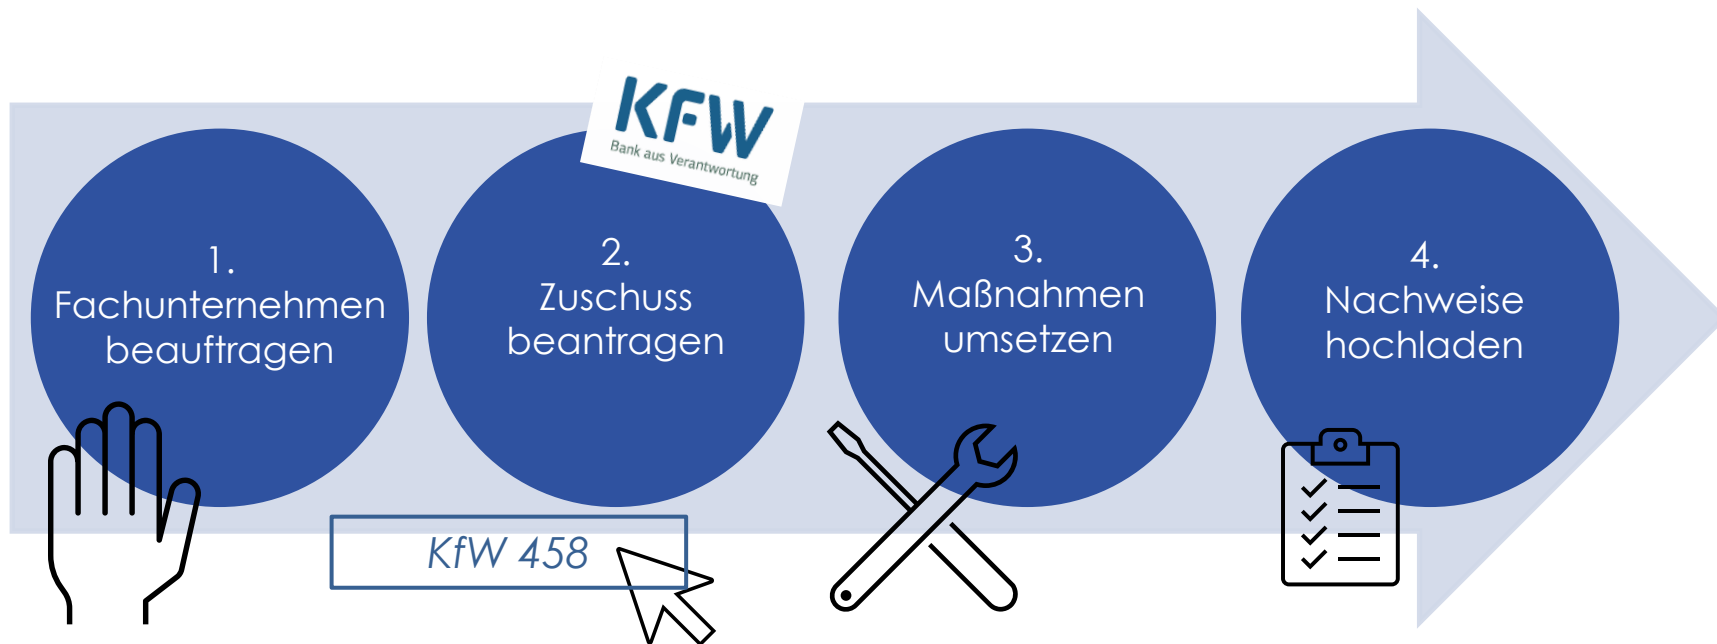 KFW
Bank aus Verantwortung
1.
Fachunternehmen
beauftragen
2.
Zuschuss
beantragen
3.
Maßnahmen
umsetzen
4.
Nachweise
hochladen
KfW 458